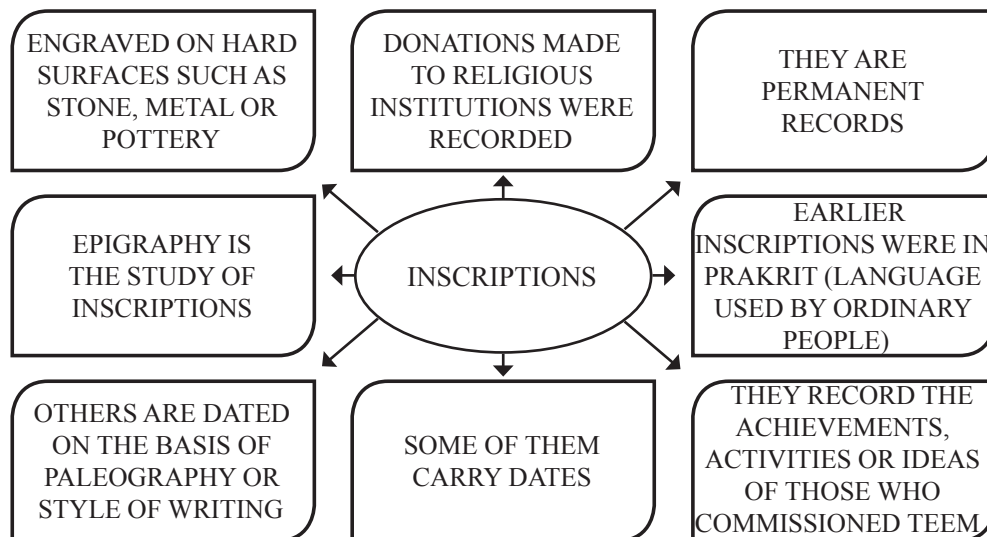 ENGRAVED ON HARD
SURFACES SUCH AS
STONE, METAL OR
POTTERY
DONATIONS MADE
TO RELIGIOUS
INSTITUTIONS WERE
RECORDED
THEY ARE
PERMANENT
RECORDS
EPIGRAPHY IS
THE STUDY OF
INSCRIPTIONS
INSCRIPTIONS
EARLIER
INSCRIPTIONS WERE IN
PRAKRIT (LANGUAGE
USED BY ORDINARY
PEOPLE)
OTHERS ARE DATED
ON THE BASIS OF
PALEOGRAPHY OR
STYLE OF WRITING
SOME OF THEM
CARRY DATES
THEY RECORD THE
ACHIEVEMENTS,
ACTIVITIES OR IDEAS
OF THOSE WHO
COMMISSIONED TEEM.